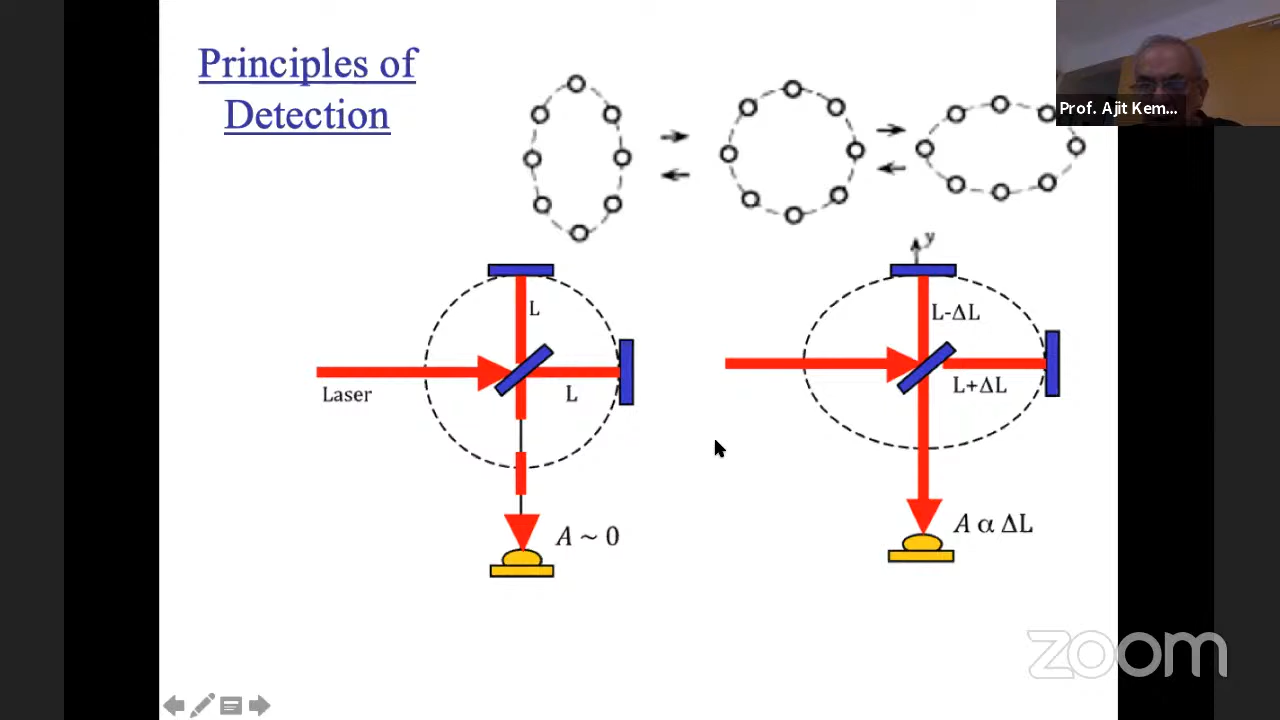 Principles of
Detection
Prof. Ajit Kem...
y
L
L-ΔL
Laser
L
L+ΔL
A ~ 0
A α ΔL
zoom